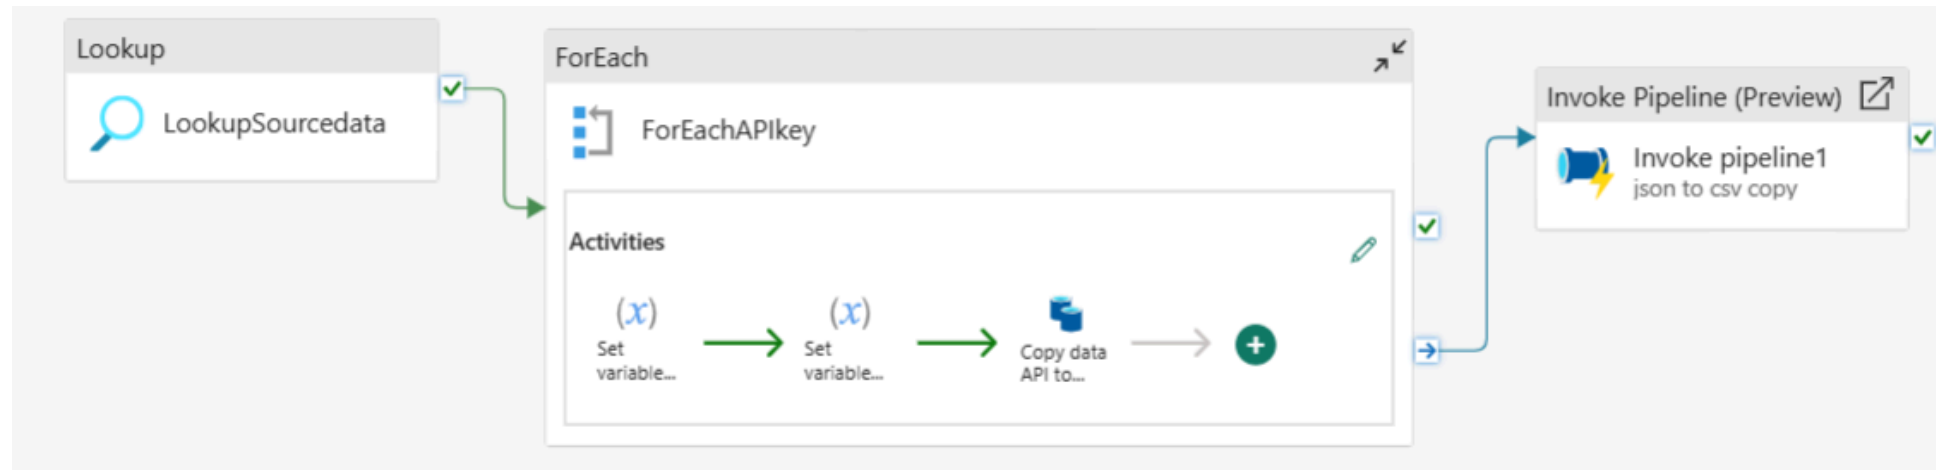 Lookup
LookupSourcedata
ForEach
ForEachAPIkey
Activities
(x)
Set
variable...
(x)
Set
variable...
Copy data
API to...
Invoke Pipeline (Preview)
Invoke pipeline1
json to csv copy